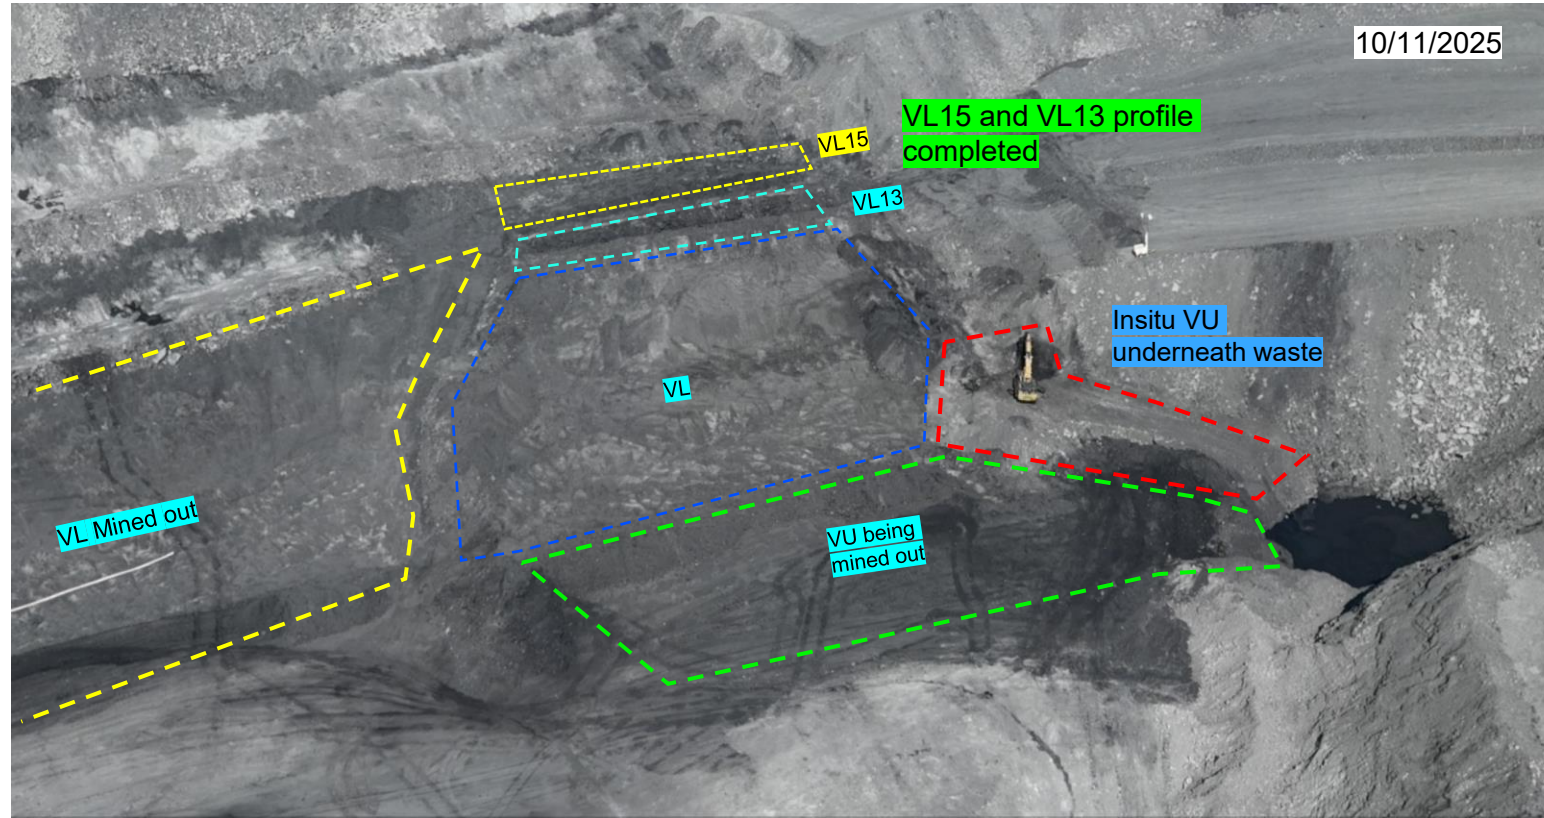 10/11/2025
VL15 and VL13 profile
completed
VL15
VL13
Insitu VU
underneath waste
VL
VL Mined out
VU being
mined out